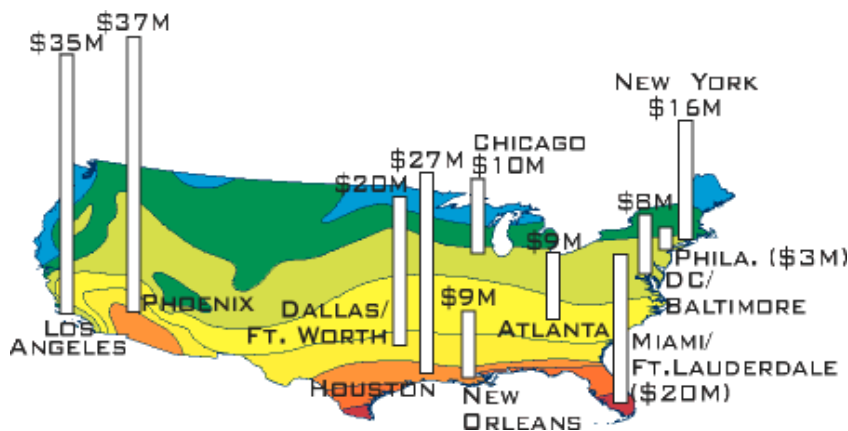 $35M
$37M
NEW YORK
$16M
CHICAGO
$10M
$27M
$20M
$8M
$9M
PHILA. ($3M)
DC/
BALTIMORE
PHOENIX
LOS
ANGELES
DALLAS/
FT. WORTH
$9M
ATLANTA
MIAMI/
FT.LAUDERDALE
($20M)
HOUSTON
NEW
ORLEANS